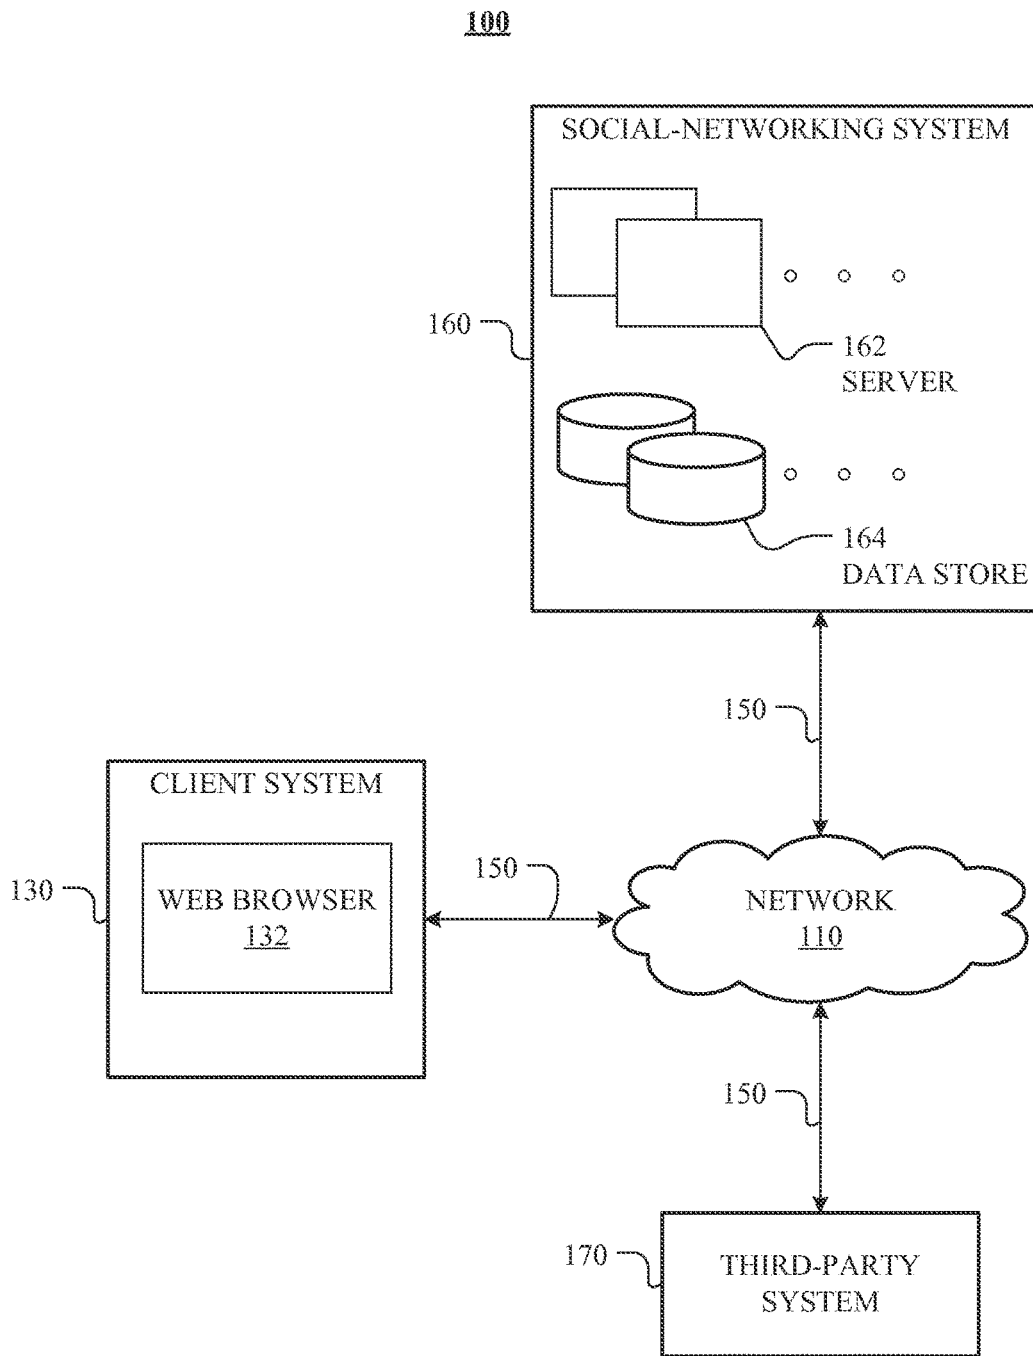 100
SOCIAL-NETWORKING SYSTEM
160
162
SERVER
164
DATA STORE
150
CLIENT SYSTEM
130
WEB BROWSER
132
150
NETWORK
110
150
170
THIRD-PARTY
SYSTEM